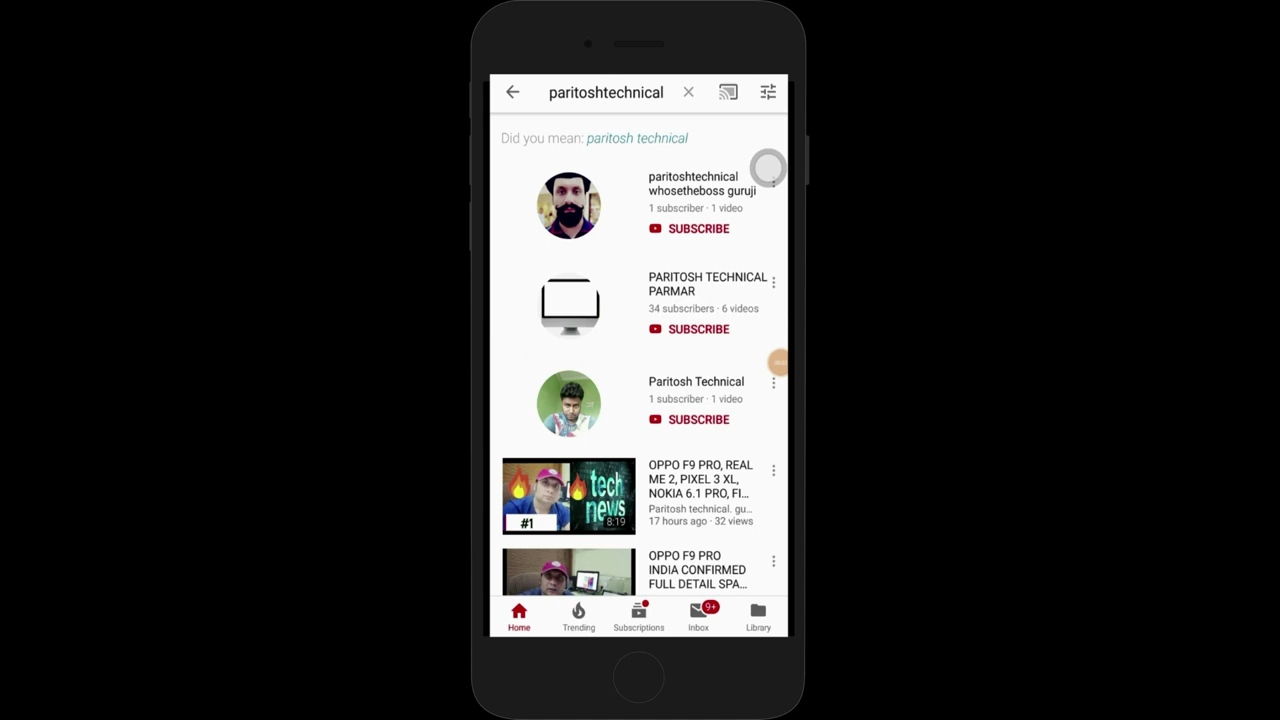 paritoshtechnical
Did you mean: paritosh technical
paritoshtechnical
whosetheboss guruji
1 subscriber · 1 video
SUBSCRIBE
PARITOSH TECHNICAL
PARMAR
34 subscribers · 6 videos
SUBSCRIBE
Paritosh Technical
1 subscriber · 1 video
SUBSCRIBE
tech
news
#1
8:19
OPPO F9 PRO, REAL
ME 2, PIXEL 3 XL,
NOKIA 6.1 PRO, FI...
Paritosh technical. gu...
17 hours ago · 32 views
OPPO F9 PRO
INDIA CONFIRMED
FULL DETAIL SPA...
9+
Home Trending Subscriptions Inbox Library